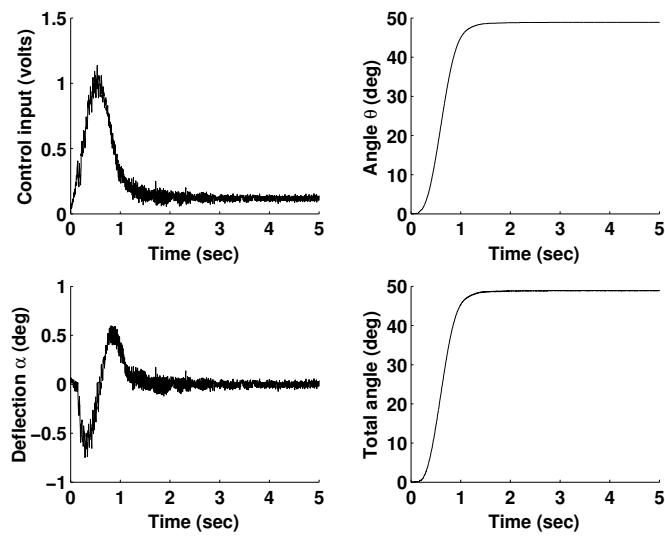 1.5
1
0.5
0
0 1 2 3 4 5
Control input (volts)
Time (sec)
50
40
30
20
10
0
0 1 2 3 4 5
Angle θ (deg)
Time (sec)
1
0.5
0
−0.5
−1
0 1 2 3 4 5
Deflection α (deg)
Time (sec)
50
40
30
20
10
0
0 1 2 3 4 5
Total angle (deg)
Time (sec)